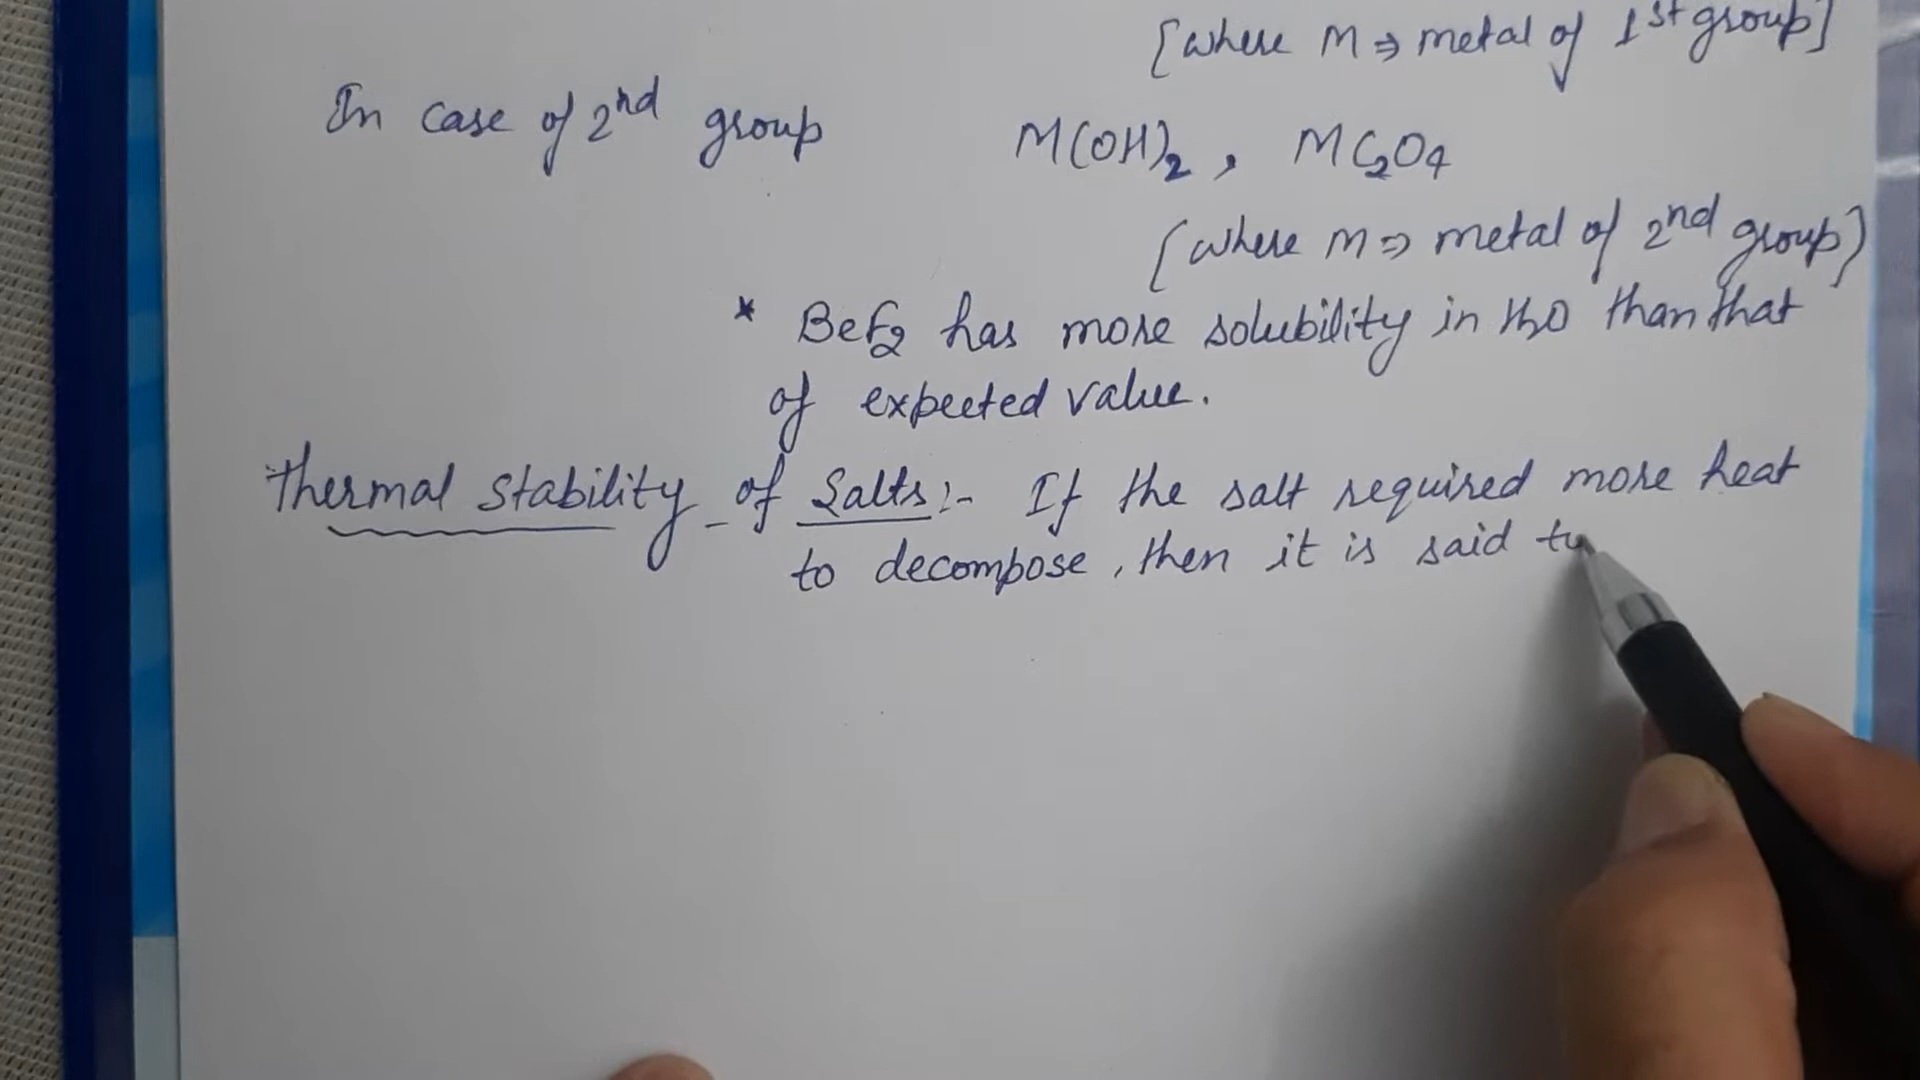 [where M ⇒ metal of 1st group]
In case of 2nd group M(OH)2, MC2O4
[where M ⇒ metal of 2nd group]
* BeF2 has more solubility in H2O than that
of expected value.
Thermal stability of Salts :- If the salt required more heat
to decompose, then it is said to